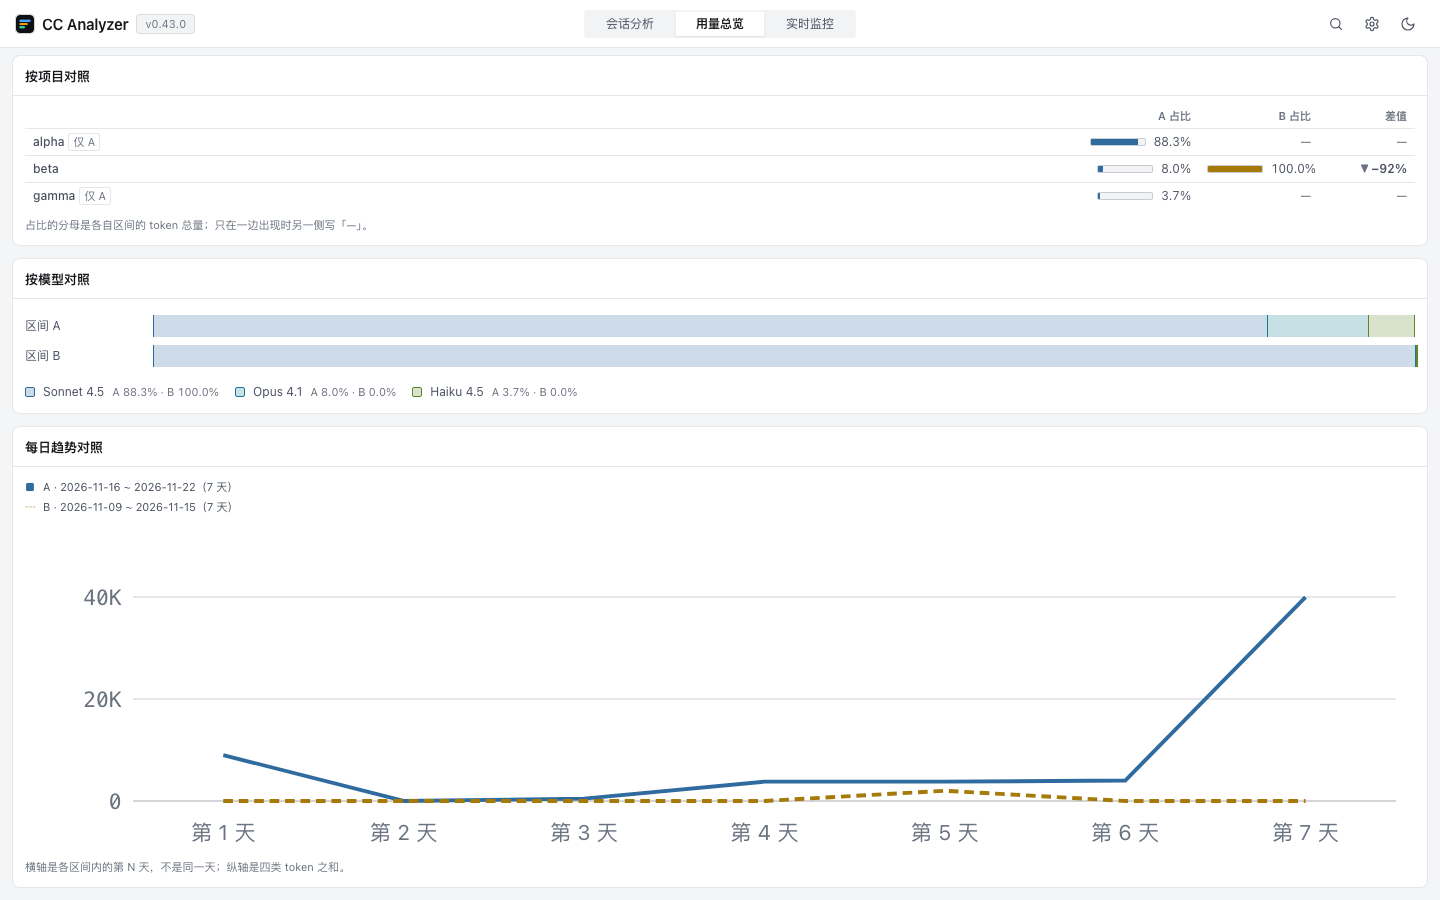 CC Analyzer v0.43.0 会话分析 用量总览 实时监控
按项目对照
A 占比 B 占比 差值
alpha 仅 A 88.3% — —
beta 8.0% 100.0% ▼−92%
gamma 仅 A 3.7% — —
占比的分母是各自区间的 token 总量；只在一边出现时另一侧写「—」。
按模型对照
区间 A
区间 B
Sonnet 4.5 A 88.3% · B 100.0% Opus 4.1 A 8.0% · B 0.0% Haiku 4.5 A 3.7% · B 0.0%
每日趋势对照
A · 2026-11-16 ~ 2026-11-22（7 天）
B · 2026-11-09 ~ 2026-11-15（7 天）
40K
20K
0
第 1 天 第 2 天 第 3 天 第 4 天 第 5 天 第 6 天 第 7 天
横轴是各区间内的第 N 天，不是同一天；纵轴是四类 token 之和。